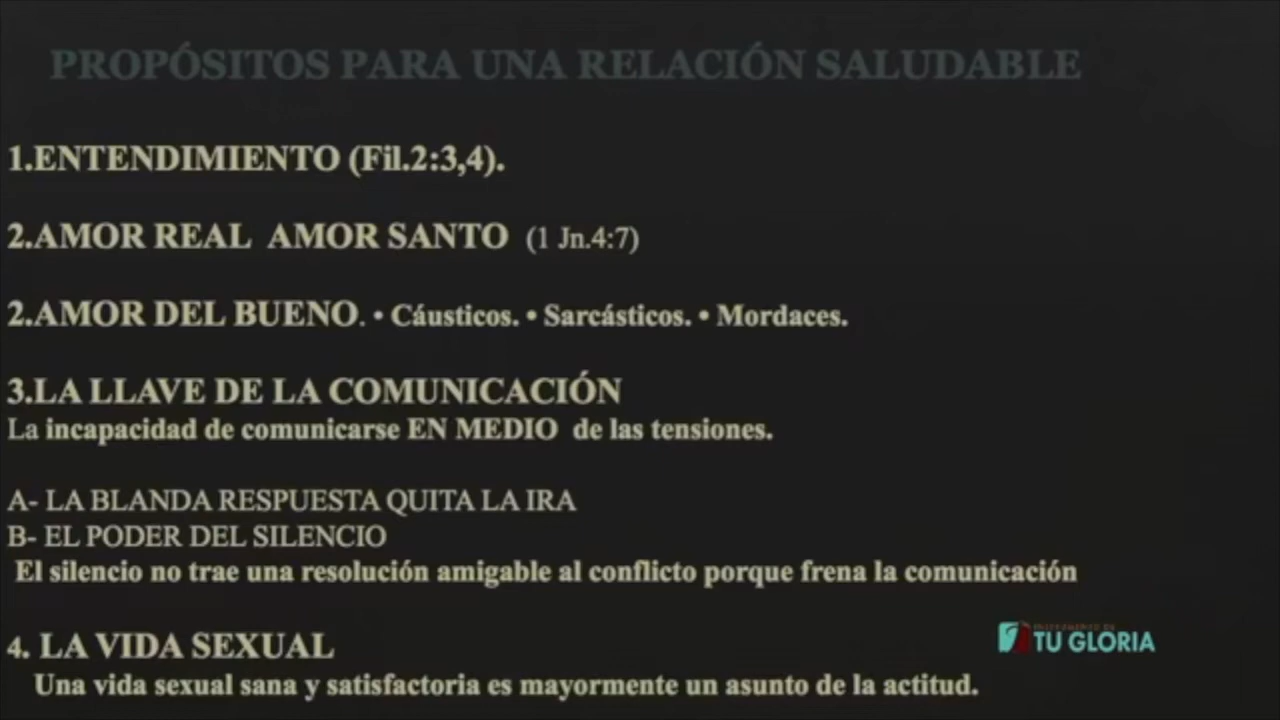 PROPÓSITOS PARA UNA RELACIÓN SALUDABLE
1.ENTENDIMIENTO (Fil.2:3,4).
2.AMOR REAL AMOR SANTO (1 Jn.4:7)
2.AMOR DEL BUENO. • Cáusticos. • Sarcásticos. • Mordaces.
3.LA LLAVE DE LA COMUNICACIÓN
La incapacidad de comunicarse EN MEDIO de las tensiones.
A- LA BLANDA RESPUESTA QUITA LA IRA
B- EL PODER DEL SILENCIO
El silencio no trae una resolución amigable al conflicto porque frena la comunicación
4. LA VIDA SEXUAL
Una vida sexual sana y satisfactoria es mayormente un asunto de la actitud.
TU GLORIA